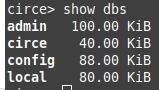 circe> show dbs
admin   100.00 KiB
circe    40.00 KiB
config   88.00 KiB
local    80.00 KiB